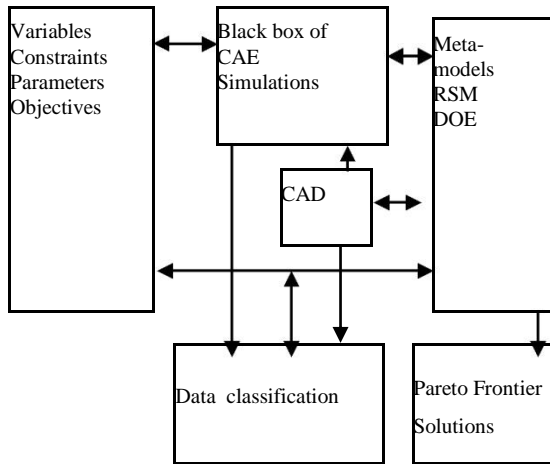 Variables
Constraints
Parameters
Objectives
Black box of
CAE
Simulations
Meta-
models
RSM
DOE
CAD
Data classification
Pareto Frontier
Solutions